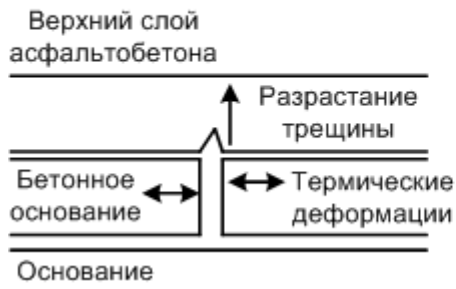 Верхний слой
асфальтобетона
Разрастание
трещины
Бетонное
основание
Термические
деформации
Основание